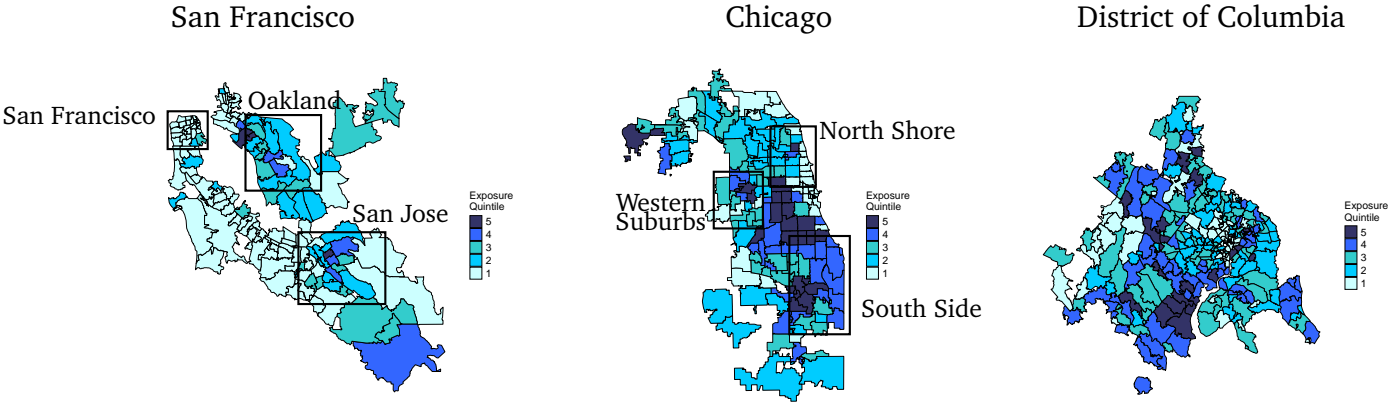 San Francisco
San Francisco
Oakland
San Jose
Exposure
Quintile
5
4
3
2
1
Chicago
North Shore
Western
Suburbs
South Side
Exposure
Quintile
5
4
3
2
1
District of Columbia
Exposure
Quintile
5
4
3
2
1